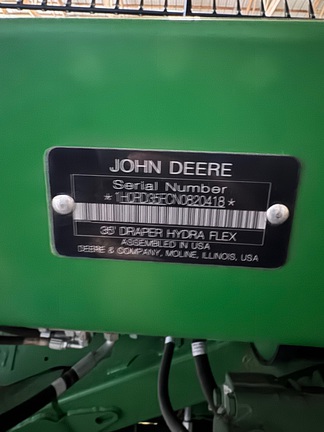 JOHN DEERE
Serial Number
*1H0RD35FCN0820418*
35' DRAPER HYDRA FLEX
ASSEMBLED IN USA
DEERE & COMPANY, MOLINE, ILLINOIS, USA